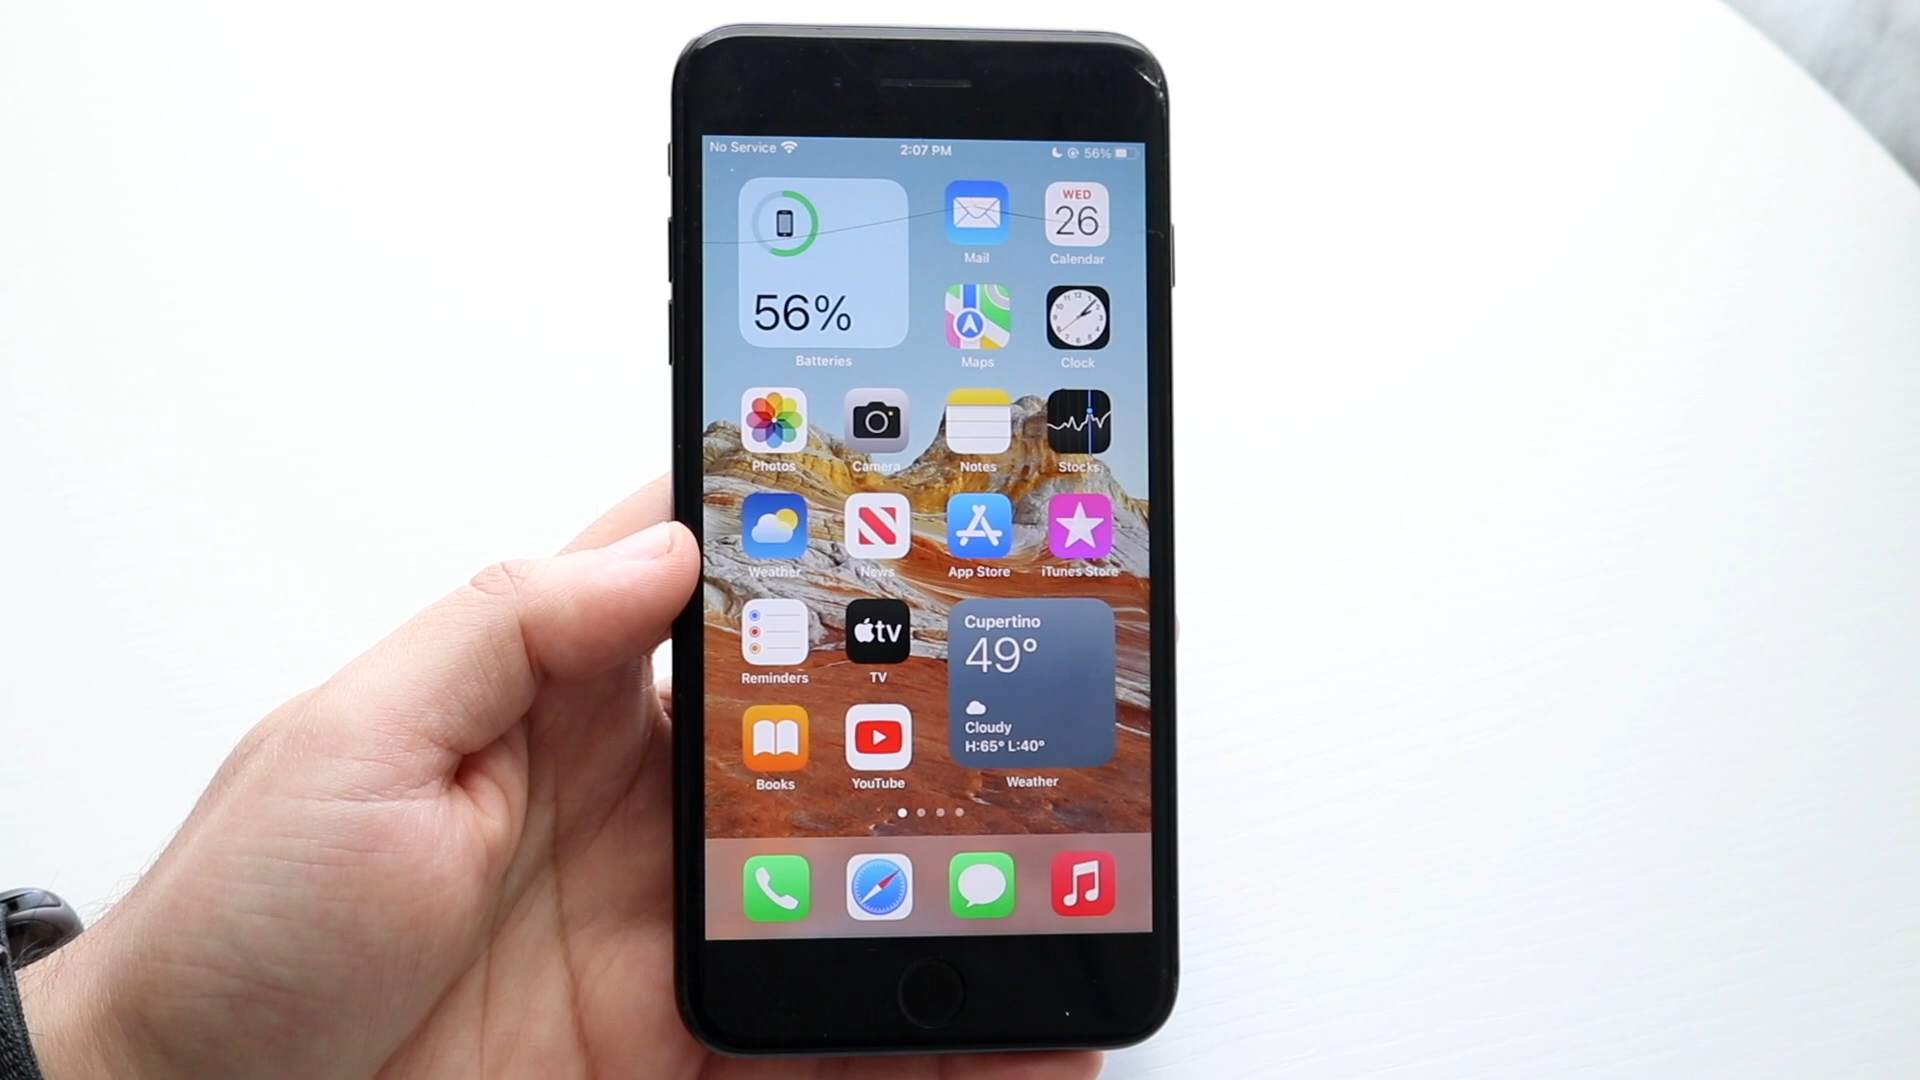 No Service 2:07 PM 56%
WED
26
56%
Mail Calendar
Batteries Maps Clock
Photos Camera Notes Stocks
Weather News App Store iTunes Store
tv
Cupertino
49°
Reminders TV
Cloudy
H:65° L:40°
Books YouTube Weather